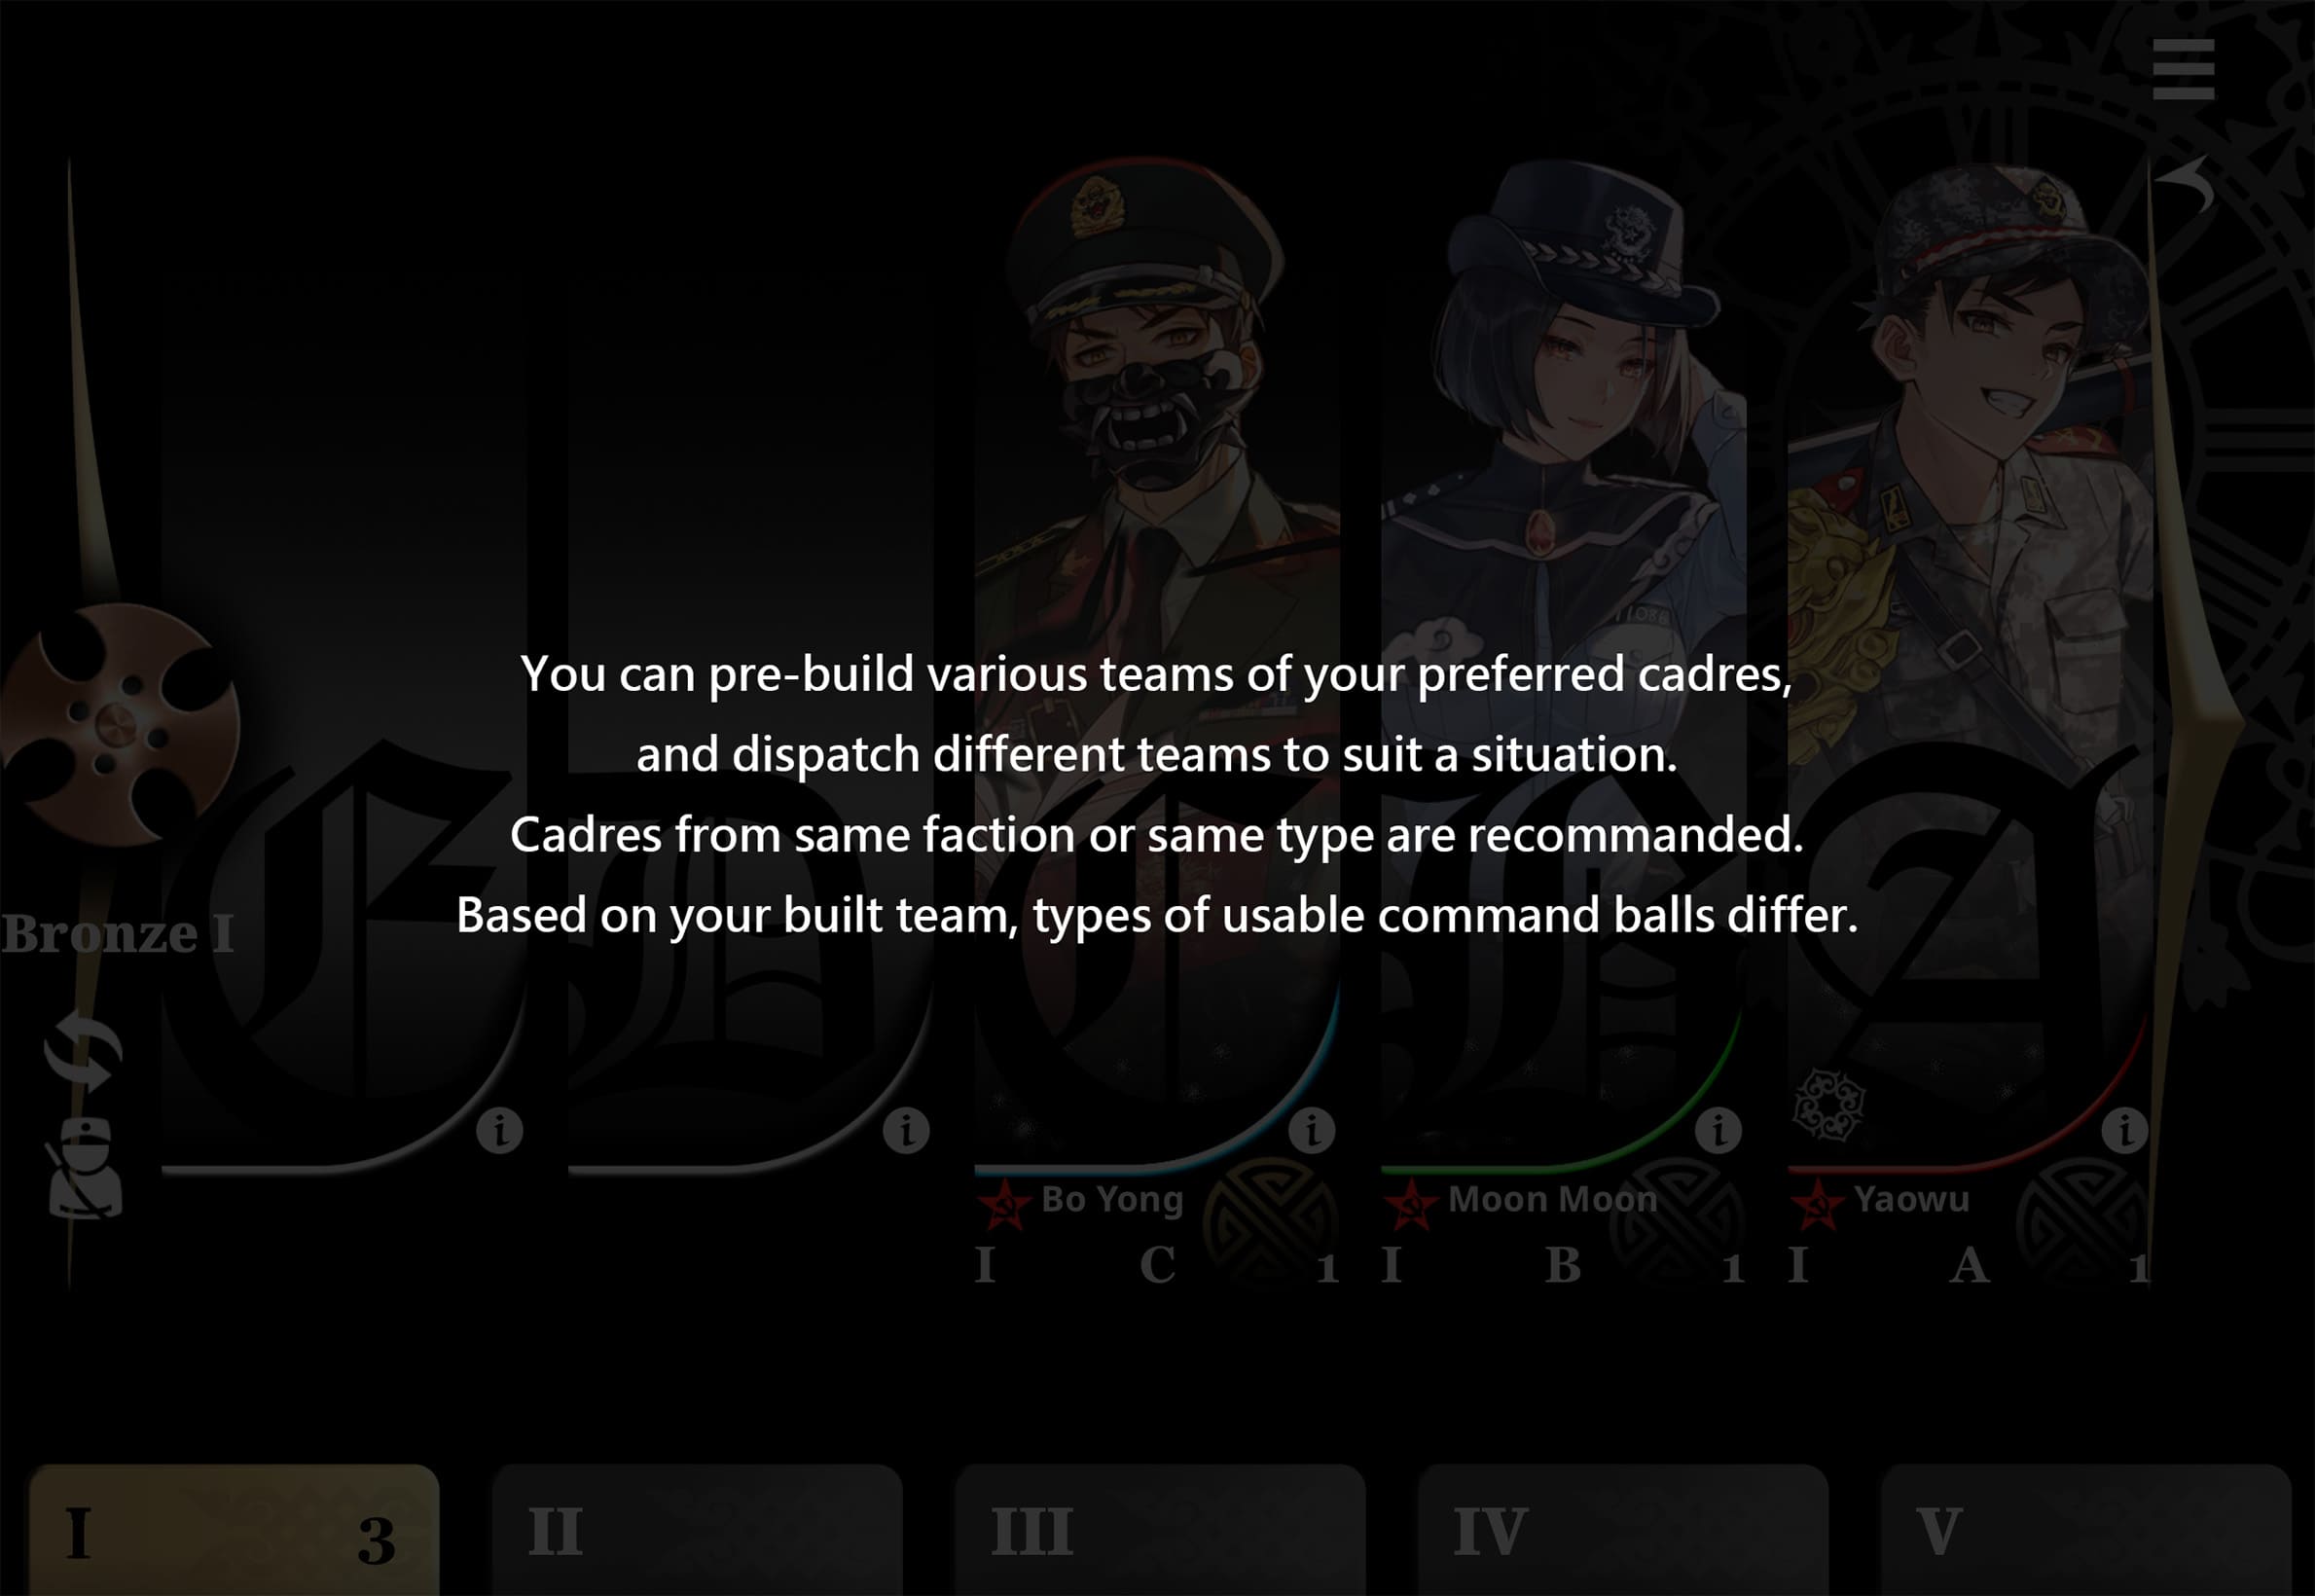 You can pre-build various teams of your preferred cadres,
and dispatch different teams to suit a situation.
Cadres from same faction or same type are recommanded.
Based on your built team, types of usable command balls differ.
Bronze I
E D C B A
11088
i i i i i
Bo Yong Moon Moon Yaowu
I C 1 I B 1 I A 1
I 3 II III IV V